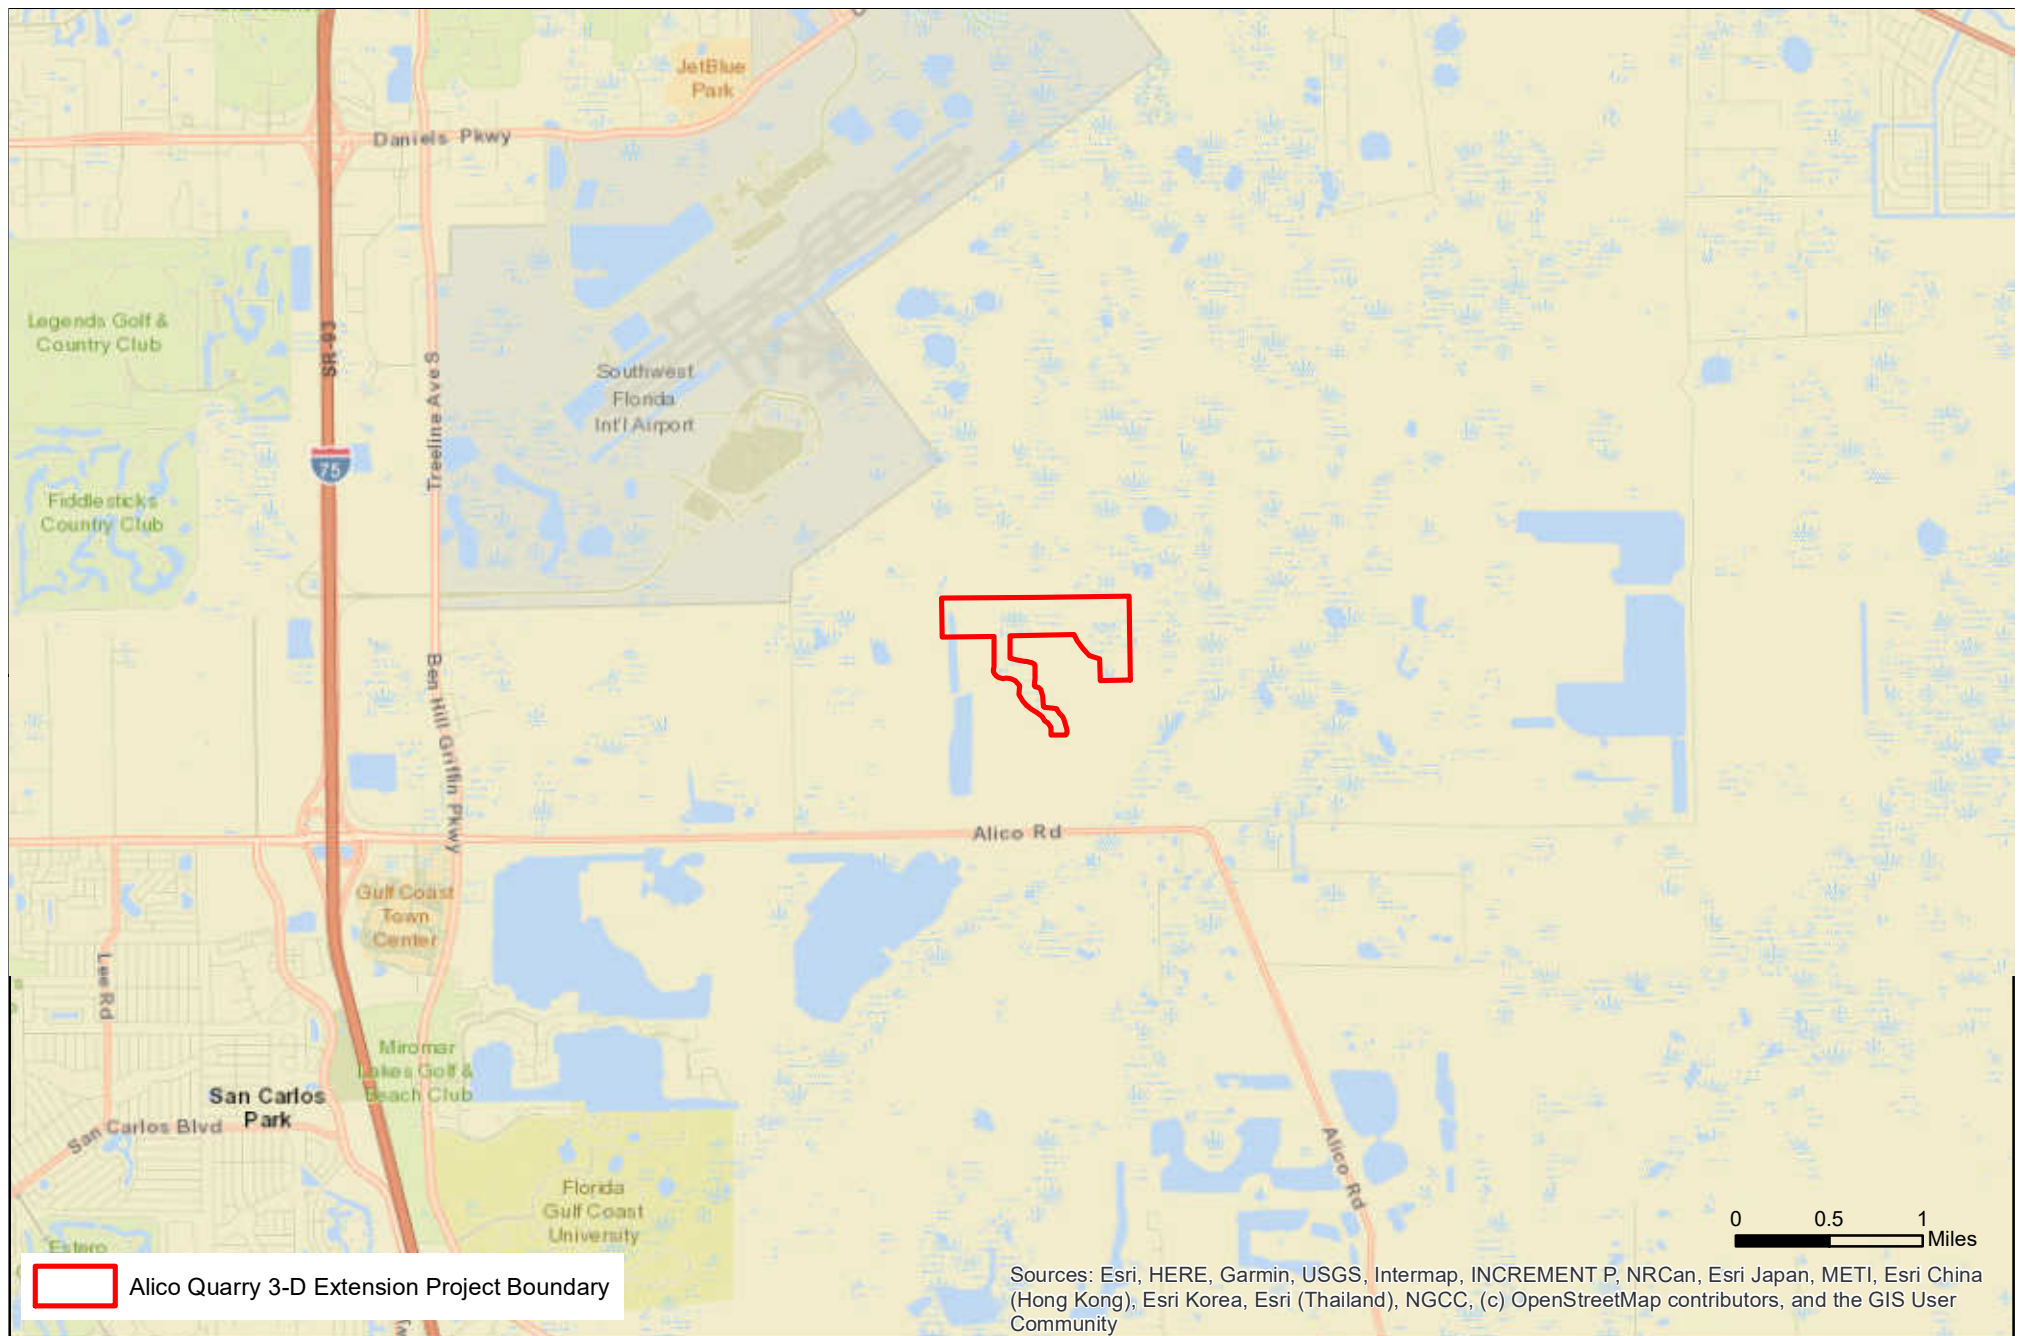 JetBlue
Park
Daniels Pkwy
Legends Golf &
Country Club
SR-93
Treeline Ave S
Southwest
Florida
Int'l Airport
75
Fiddlesticks
Country Club
Ben Hill Griffin Pkwy
Alico Rd
Gulf Coast
Town
Center
Lee Rd
Miromar
Lakes Golf &
Beach Club
San Carlos
Park
San Carlos Blvd
Alico Rd
Florida
Gulf Coast
University
Estero
0 0.5 1
Miles
Alico Quarry 3-D Extension Project Boundary
Sources: Esri, HERE, Garmin, USGS, Intermap, INCREMENT P, NRCan, Esri Japan, METI, Esri China
(Hong Kong), Esri Korea, Esri (Thailand), NGCC, (c) OpenStreetMap contributors, and the GIS User
Community